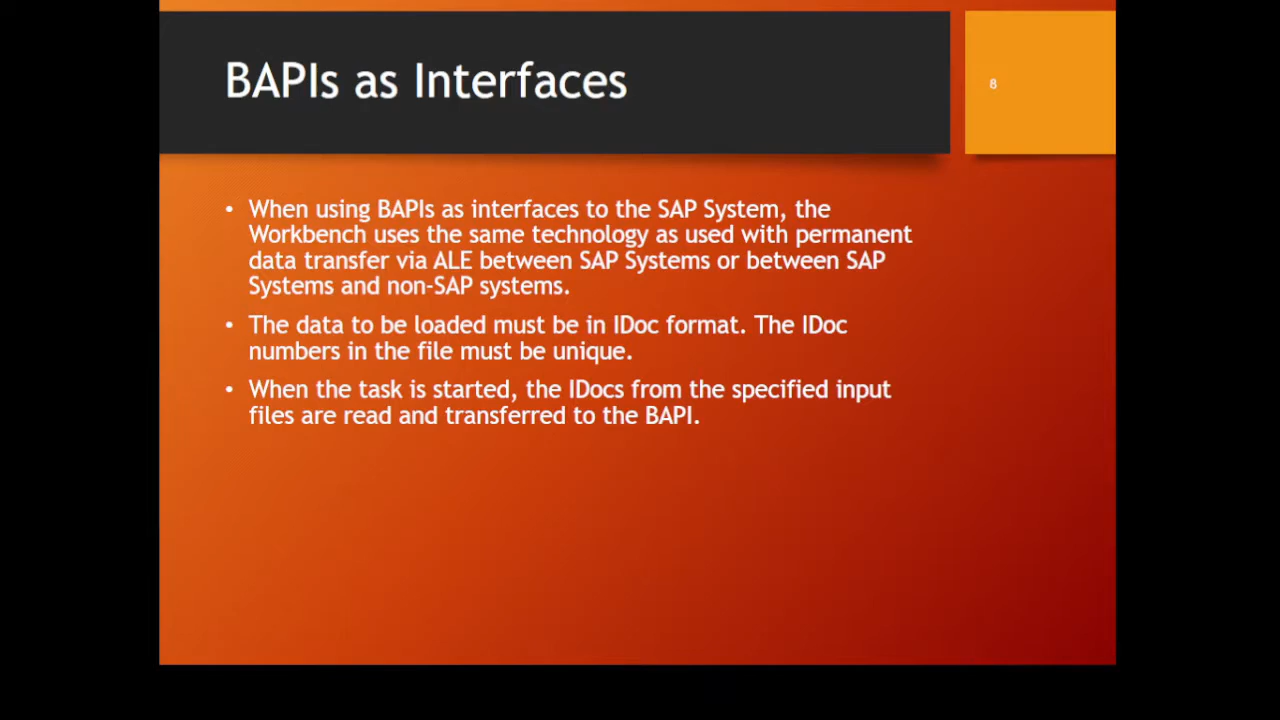 BAPIs as Interfaces
8
• When using BAPIs as interfaces to the SAP System, the
Workbench uses the same technology as used with permanent
data transfer via ALE between SAP Systems or between SAP
Systems and non-SAP systems.
• The data to be loaded must be in IDoc format. The IDoc
numbers in the file must be unique.
• When the task is started, the IDocs from the specified input
files are read and transferred to the BAPI.